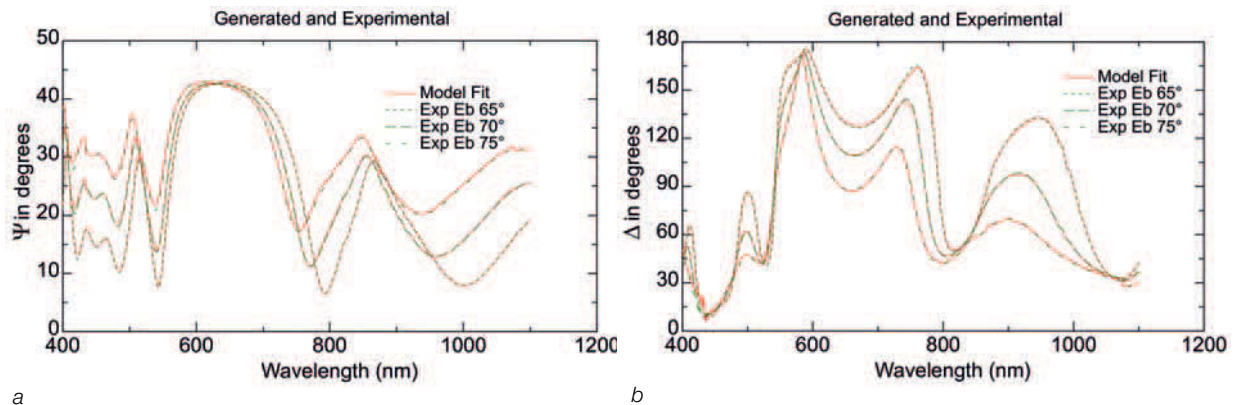 Generated and Experimental
50
40
30
20
10
0
Ψ in degrees
Model Fit
Exp Eb 65°
Exp Eb 70°
Exp Eb 75°
400
600
800
1000
1200
Wavelength (nm)
a
Generated and Experimental
180
150
120
90
60
30
0
Δ in degrees
Model Fit
Exp Eb 65°
Exp Eb 70°
Exp Eb 75°
400
600
800
1000
1200
Wavelength (nm)
b